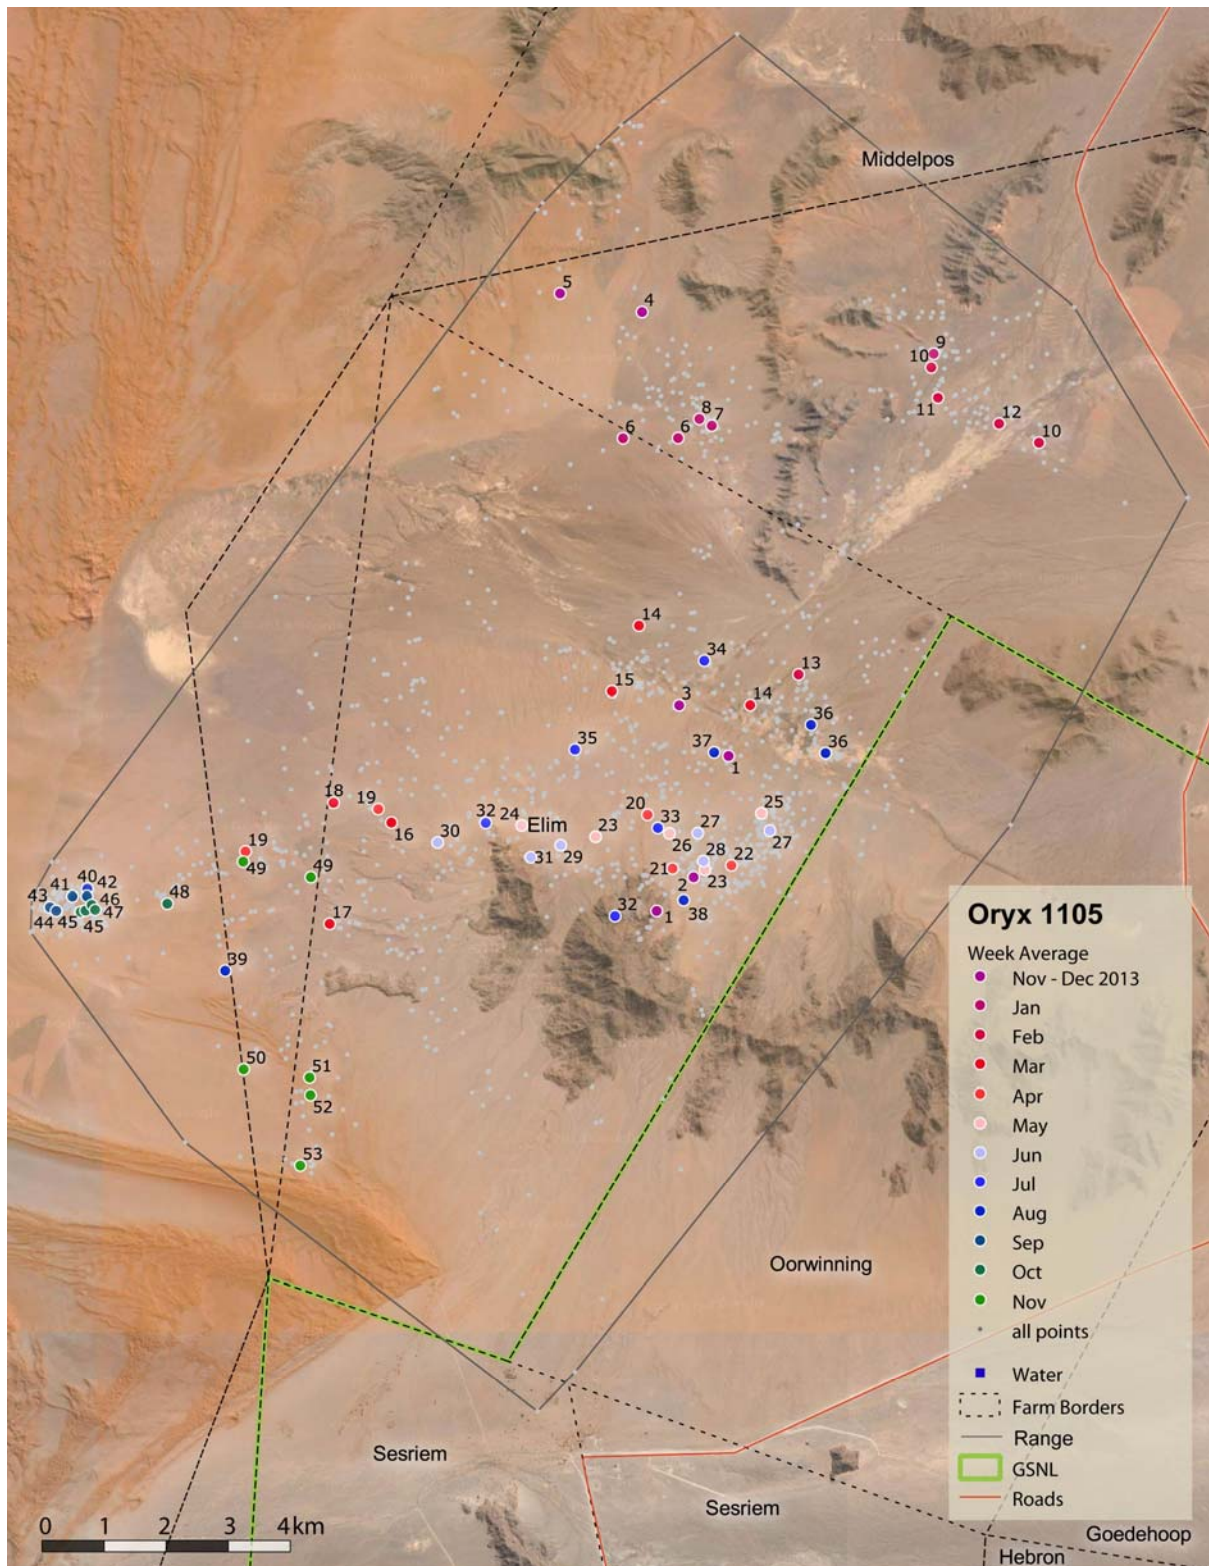 Middelpos
5
4
9
10
11
12
10
8
7
6
6
14
34
13
15
3
14
36
35
37
36
1
18
19
16
32
24
Elim
20
25
33
27
27
30
23
26
31
29
28
21
22
23
19
49
49
40
41
42
43
46
48
47
44
45
45
17
2
32
1
38
39
50
51
52
53
Oryx 1105
Week Average
Nov - Dec 2013
Jan
Feb
Mar
Apr
May
Jun
Jul
Aug
Sep
Oct
Nov
all points
Water
Farm Borders
Range
GSNL
Roads
Oorwinning
Sesriem
Sesriem
Goedehoop
Hebron
0 1 2 3 4 km